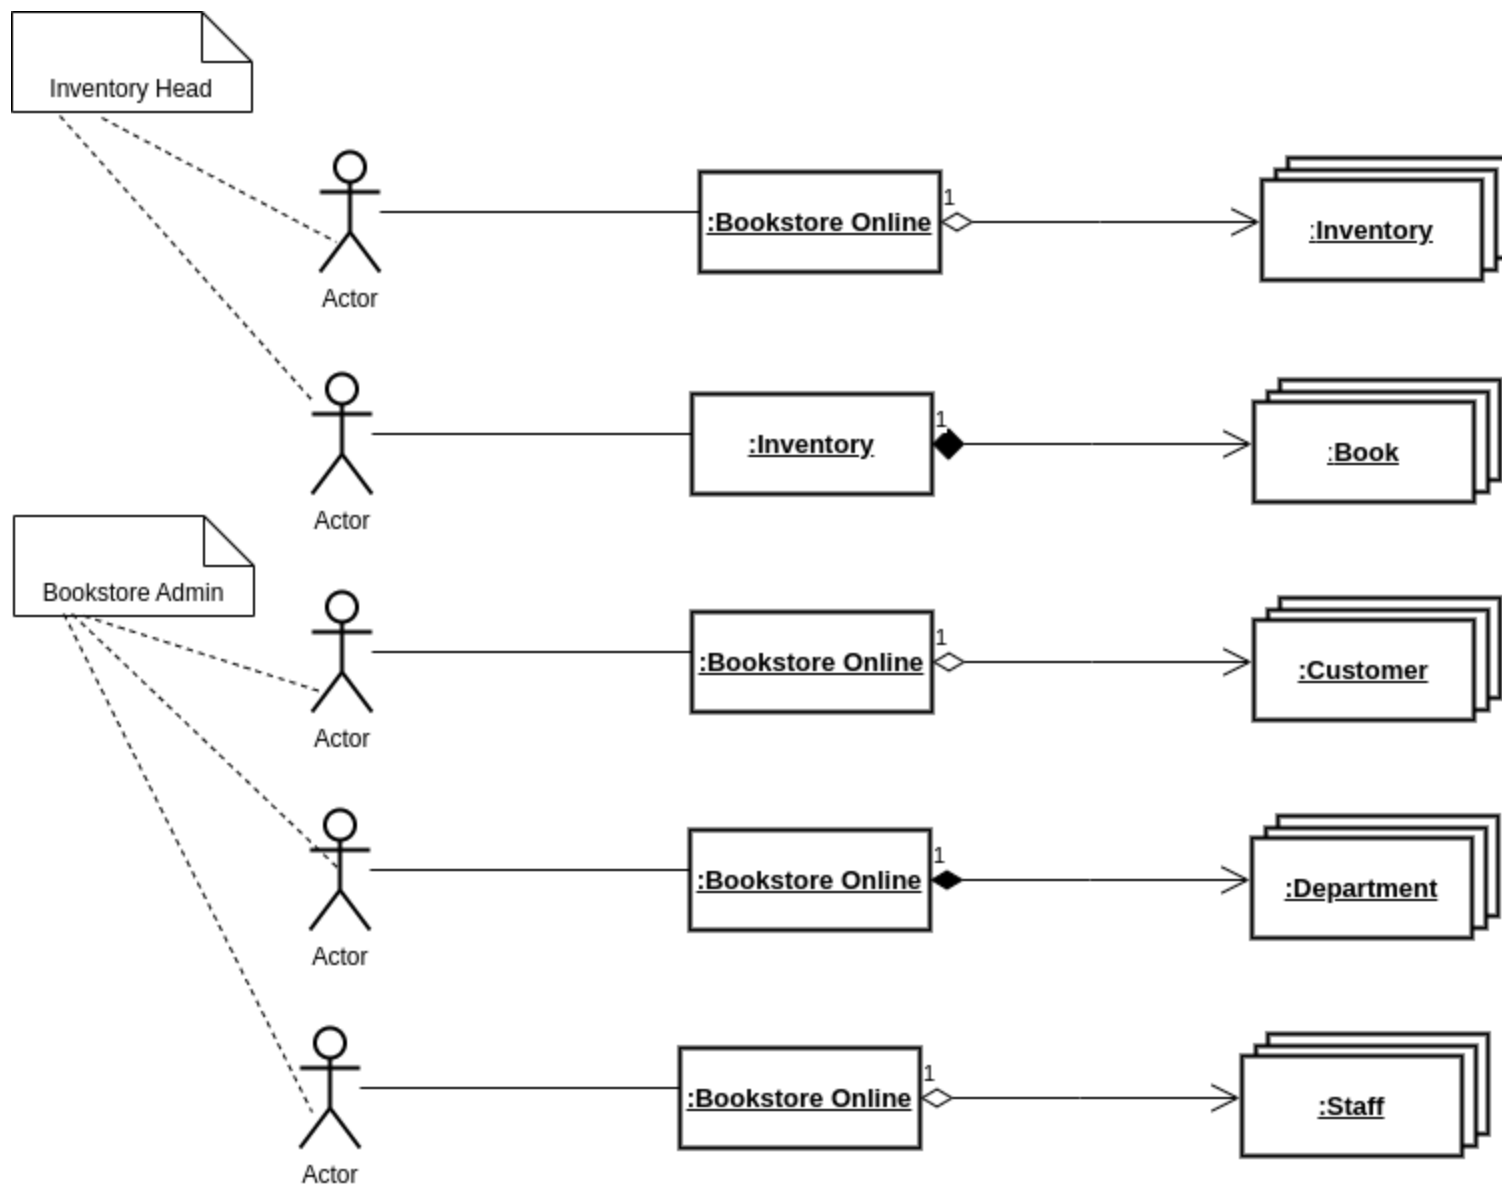 Inventory Head
1
:Bookstore Online
:Inventory
Actor
1
:Inventory
:Book
Actor
Bookstore Admin
1
:Bookstore Online
:Customer
Actor
1
:Bookstore Online
:Department
Actor
1
:Bookstore Online
:Staff
Actor